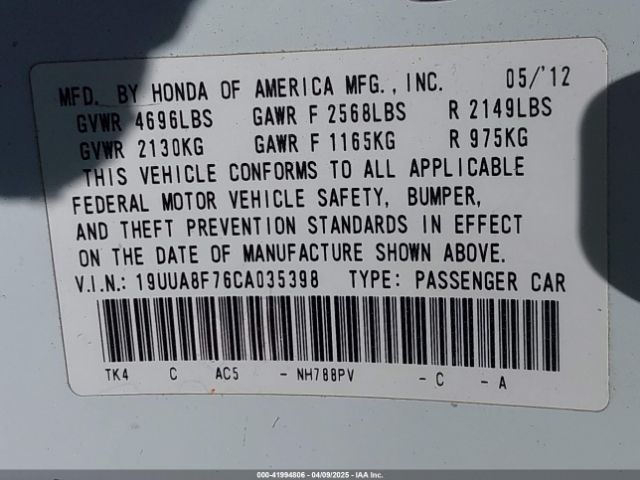 MFD. BY HONDA OF AMERICA MFG., INC. 05/'12
GVWR 4696LBS GAWR F 2568LBS R 2149LBS
GVWR 2130KG GAWR F 1165KG R 975KG
THIS VEHICLE CONFORMS TO ALL APPLICABLE
FEDERAL MOTOR VEHICLE SAFETY, BUMPER,
AND THEFT PREVENTION STANDARDS IN EFFECT
ON THE DATE OF MANUFACTURE SHOWN ABOVE.
V.I.N.: 19UUA8F76CA035398 TYPE: PASSENGER CAR
TK4 C AC5 - NH788PV - C - A
000-41994806 - 04/09/2025 - IAA Inc.